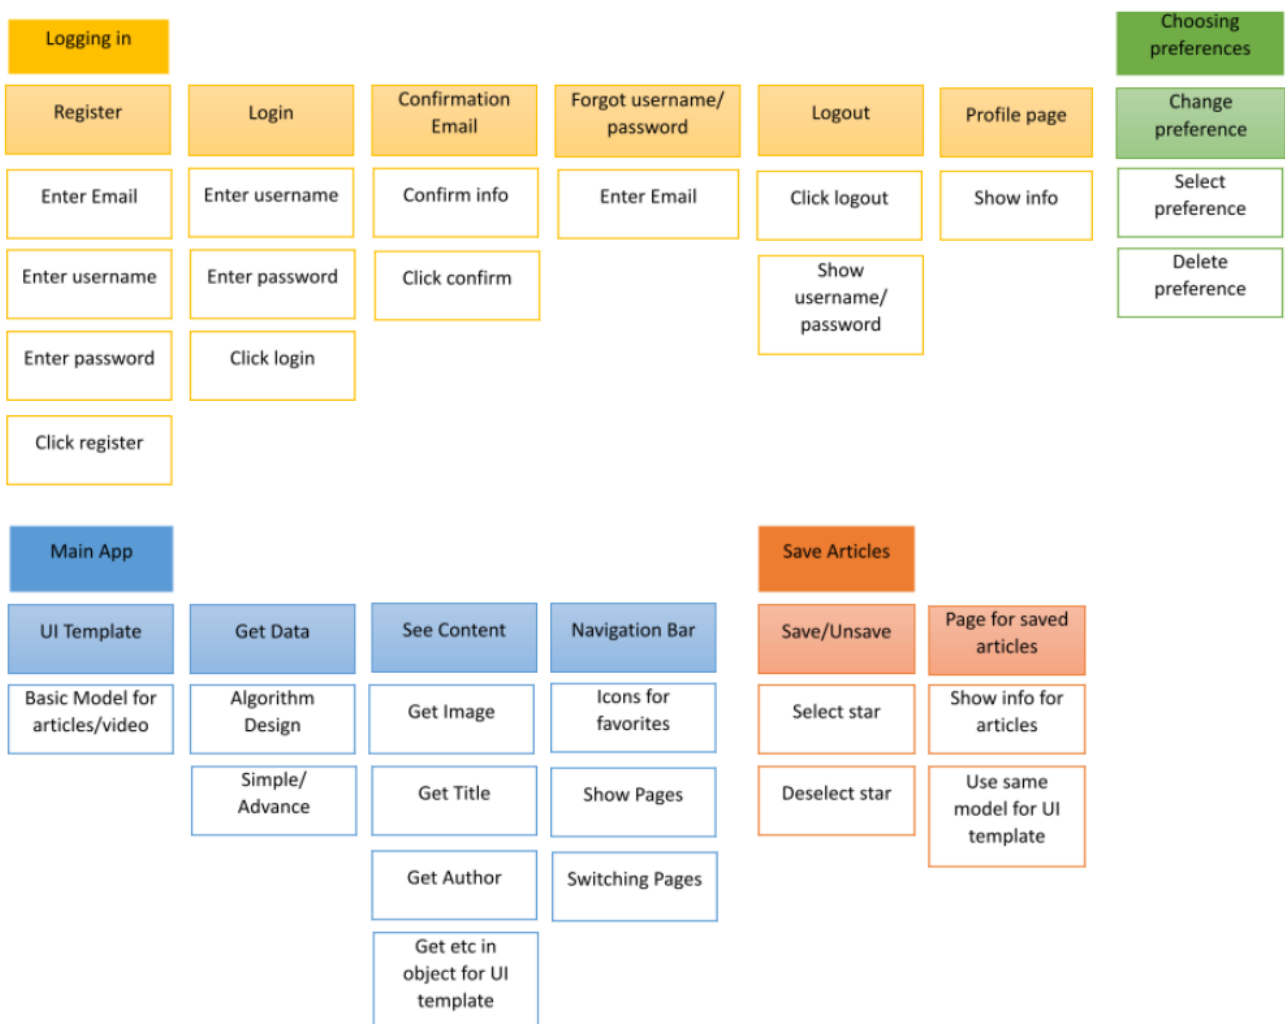 Logging in
Choosing
preferences
Register
Login
Confirmation
Email
Forgot username/
password
Logout
Profile page
Change
preference
Enter Email
Enter username
Confirm info
Enter Email
Click logout
Show info
Select
preference
Enter username
Enter password
Click confirm
Show
username/
password
Delete
preference
Enter password
Click login
Click register
Main App
Save Articles
UI Template
Get Data
See Content
Navigation Bar
Save/Unsave
Page for saved
articles
Basic Model for
articles/video
Algorithm
Design
Get Image
Icons for
favorites
Select star
Show info for
articles
Simple/
Advance
Get Title
Show Pages
Deselect star
Use same
model for UI
template
Get Author
Switching Pages
Get etc in
object for UI
template